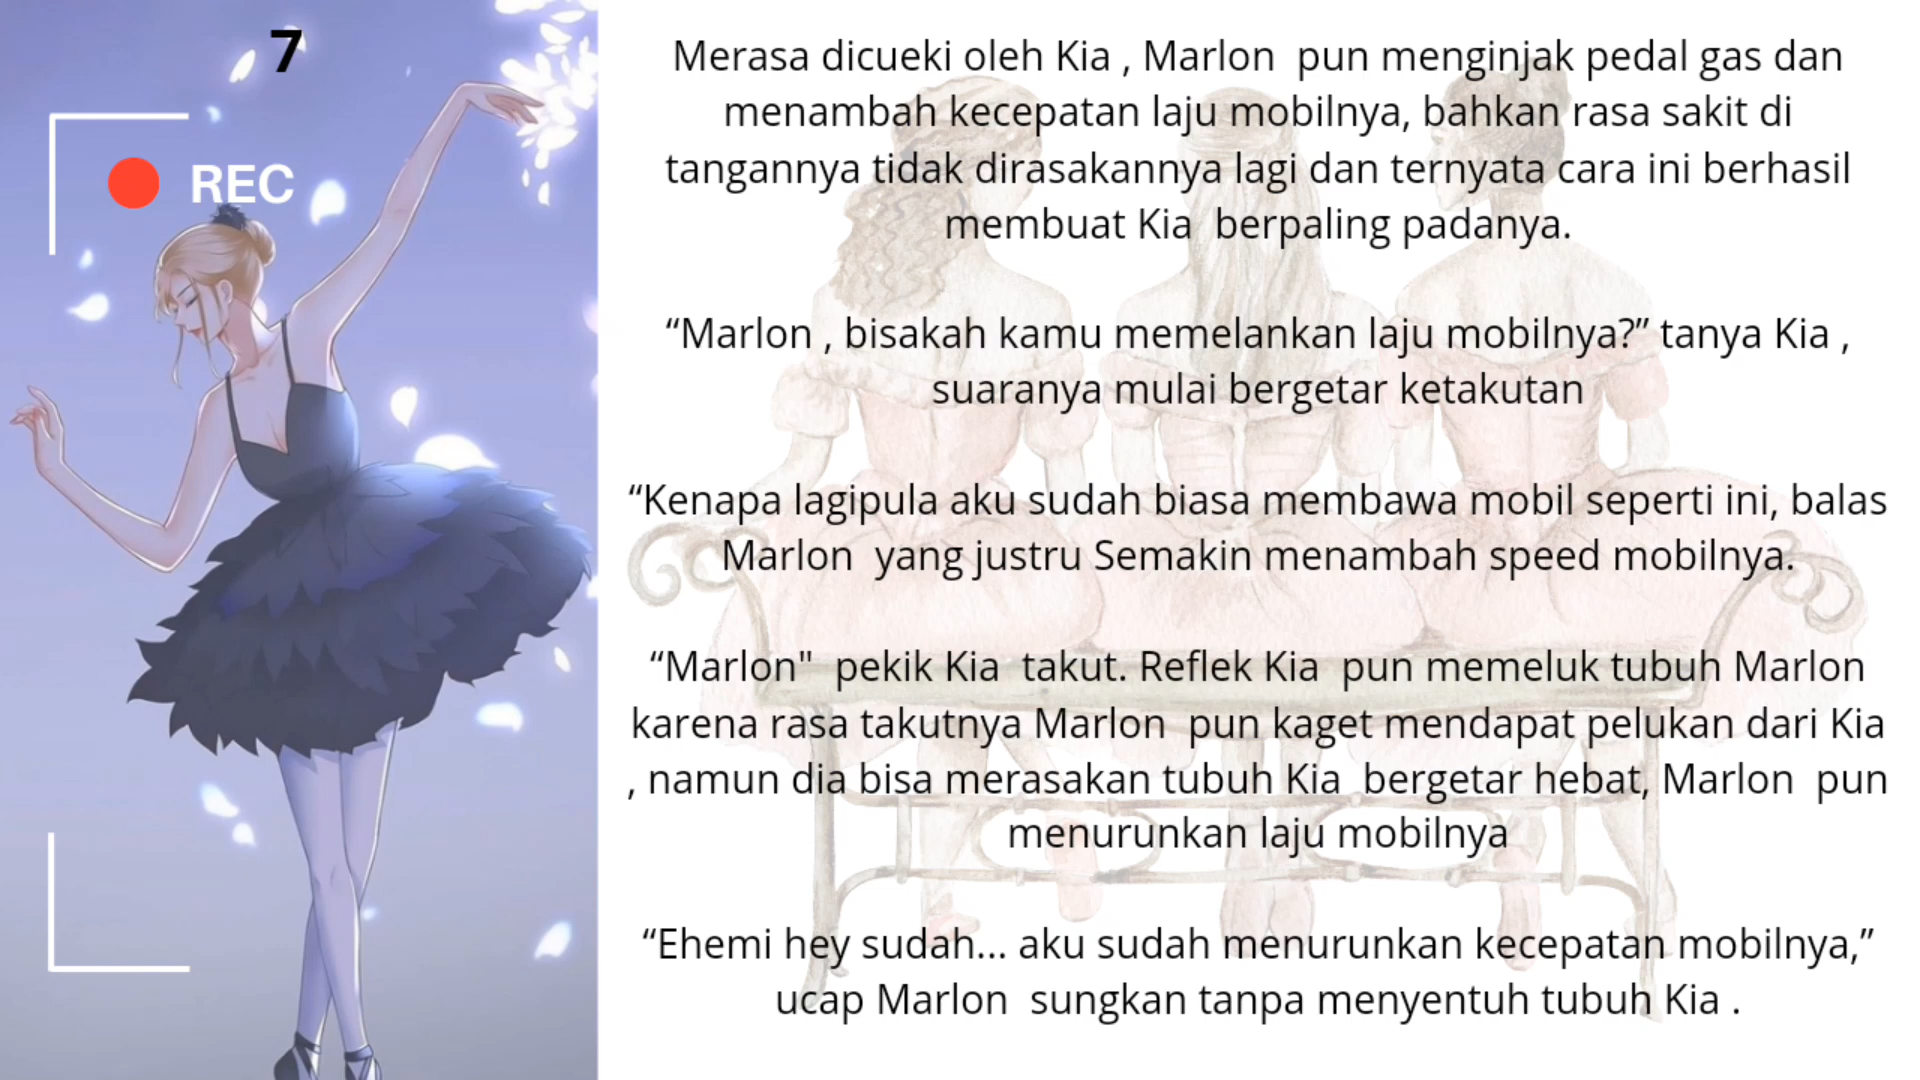 7
REC
Merasa dicueki oleh Kia , Marlon  pun menginjak pedal gas dan
menambah kecepatan laju mobilnya, bahkan rasa sakit di
tangannya tidak dirasakannya lagi dan ternyata cara ini berhasil
membuat Kia  berpaling padanya.
“Marlon , bisakah kamu memelankan laju mobilnya?” tanya Kia ,
suaranya mulai bergetar ketakutan
“Kenapa lagipula aku sudah biasa membawa mobil seperti ini, balas
Marlon  yang justru Semakin menambah speed mobilnya.
“Marlon"  pekik Kia  takut. Reflek Kia  pun memeluk tubuh Marlon
karena rasa takutnya Marlon  pun kaget mendapat pelukan dari Kia
, namun dia bisa merasakan tubuh Kia  bergetar hebat, Marlon  pun
menurunkan laju mobilnya
“Ehemi hey sudah... aku sudah menurunkan kecepatan mobilnya,”
ucap Marlon  sungkan tanpa menyentuh tubuh Kia .